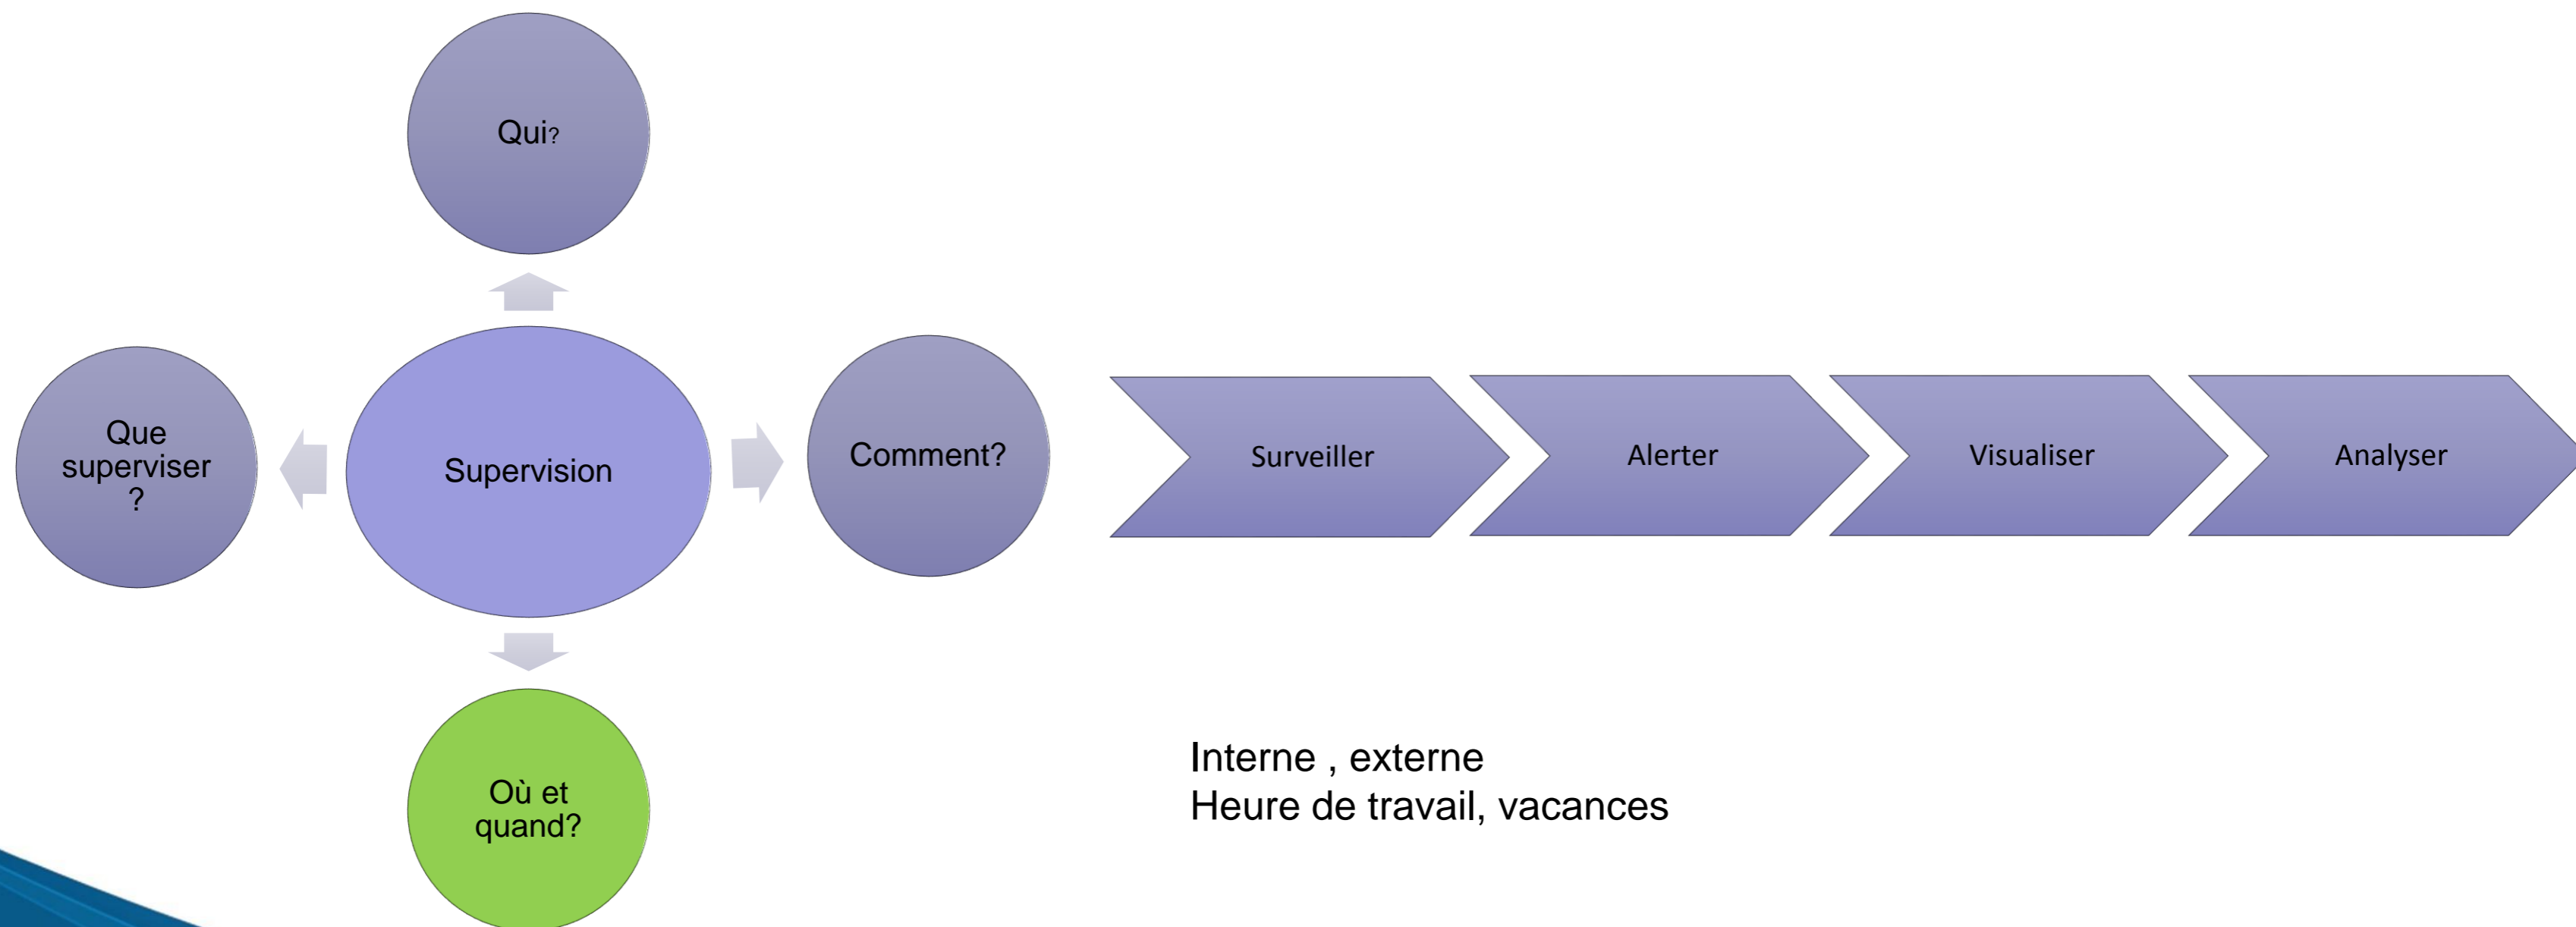 Qui?
Que
superviser
?
Supervision
Comment?
Surveiller
Alerter
Visualiser
Analyser
Où et
quand?
Interne , externe
Heure de travail, vacances